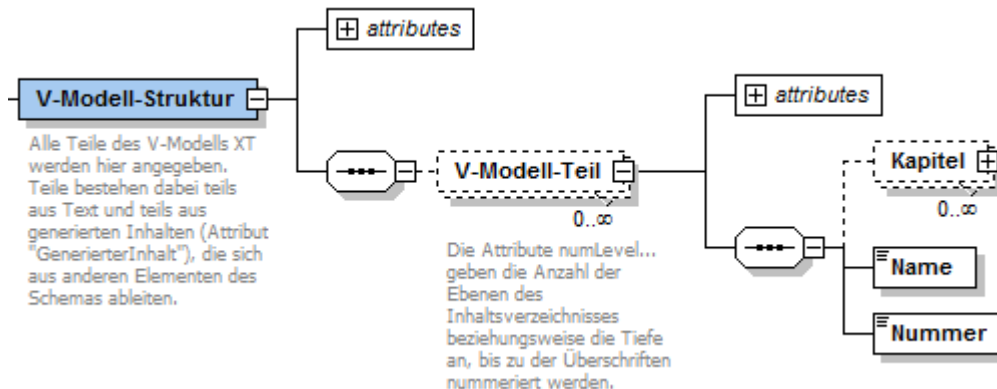 attributes
V-Modell-Struktur
Alle Teile des V-Modells XT
werden hier angegeben.
Teile bestehen dabei teils
aus Text und teils aus
generierten Inhalten (Attribut
"GenerierterInhalt"), die sich
aus anderen Elementen des
Schemas ableiten.
V-Modell-Teil
0..∞
Die Attribute numLevel...
geben die Anzahl der
Ebenen des
Inhaltsverzeichnisses
beziehungsweise die Tiefe
an, bis zu der Überschriften
nummeriert werden.
attributes
Kapitel
0..∞
Name
Nummer